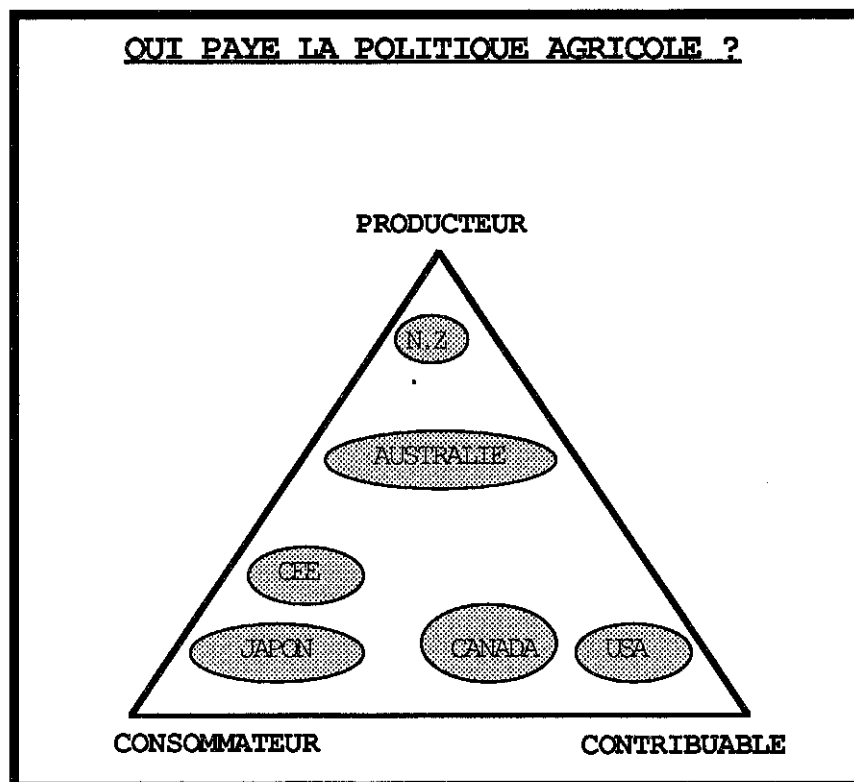 QUI PAYE LA POLITIQUE AGRICOLE ?
PRODUCTEUR
N.Z
AUSTRALIE
CEE
JAPON
CANADA
USA
CONSOMMATEUR
CONTRIBUABLE